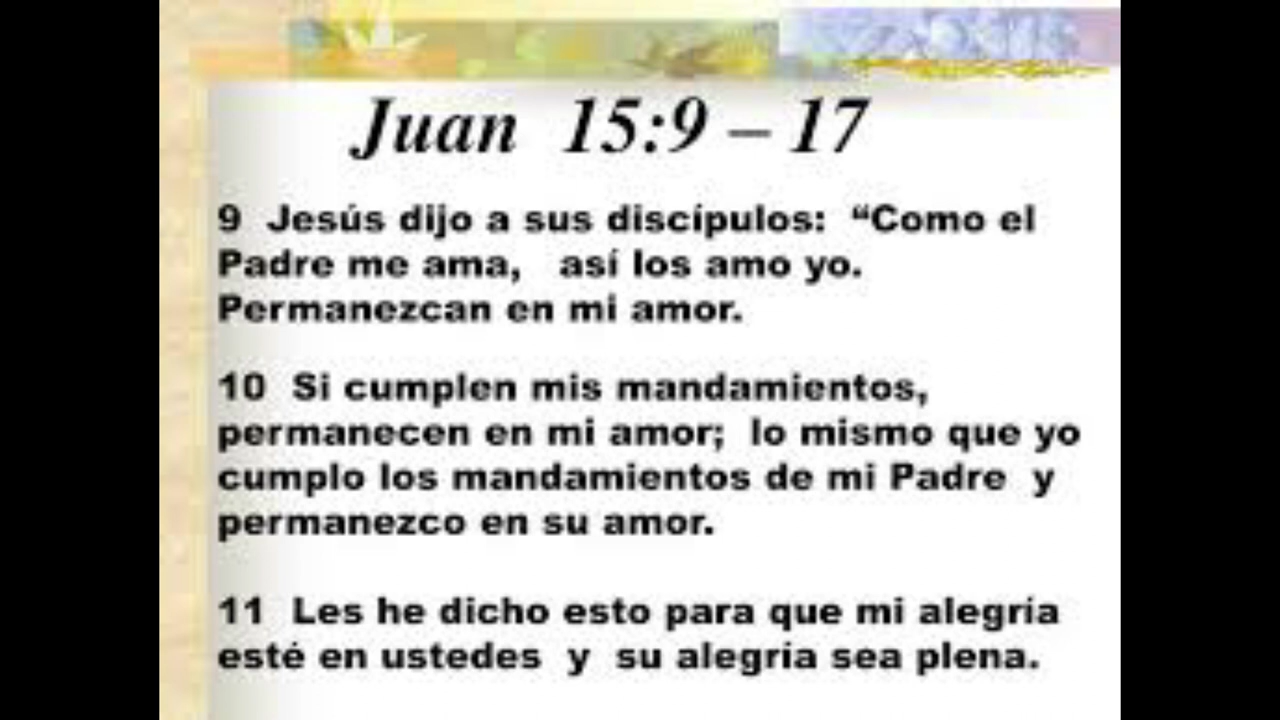 Juan 15:9 – 17
9 Jesús dijo a sus discípulos: “Como el
Padre me ama, así los amo yo.
Permanezcan en mi amor.
10 Si cumplen mis mandamientos,
permanecen en mi amor; lo mismo que yo
cumplo los mandamientos de mi Padre y
permanezco en su amor.
11 Les he dicho esto para que mi alegría
esté en ustedes y su alegría sea plena.